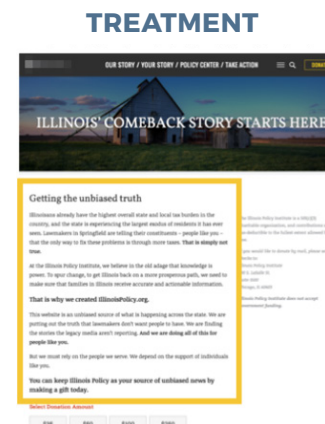 TREATMENT
OUR STORY / YOUR STORY / POLICY CENTER / TAKE ACTION
ILLINOIS' COMEBACK STORY STARTS HERE
Getting the unbiased truth
Illinoisans already have the highest overall state and local tax burden in the
country, and the state is experiencing the largest exodus of residents it has ever
seen. Lawmakers in Springfield are telling their constituents – people like you –
that the only way to fix these problems is through more taxes. That is simply not
true.
At the Illinois Policy Institute, we believe in the old adage that knowledge is
power. To spur change, to get Illinois back on a more prosperous path, we need to
make sure that families in Illinois receive accurate and actionable information.
That is why we created IllinoisPolicy.org.
This website is an unbiased source of what is happening across the state. We are
putting out the truth that lawmakers don't want people to have. We are finding
the stories the legacy media aren't reporting. And we are doing all of this for
people like you.
But we must rely on the people we serve. We depend on the support of individuals
like you.
You can keep Illinois Policy as your source of unbiased news by
making a gift today.
Illinois Policy Institute does not accept
government funding.
Select Donation Amount